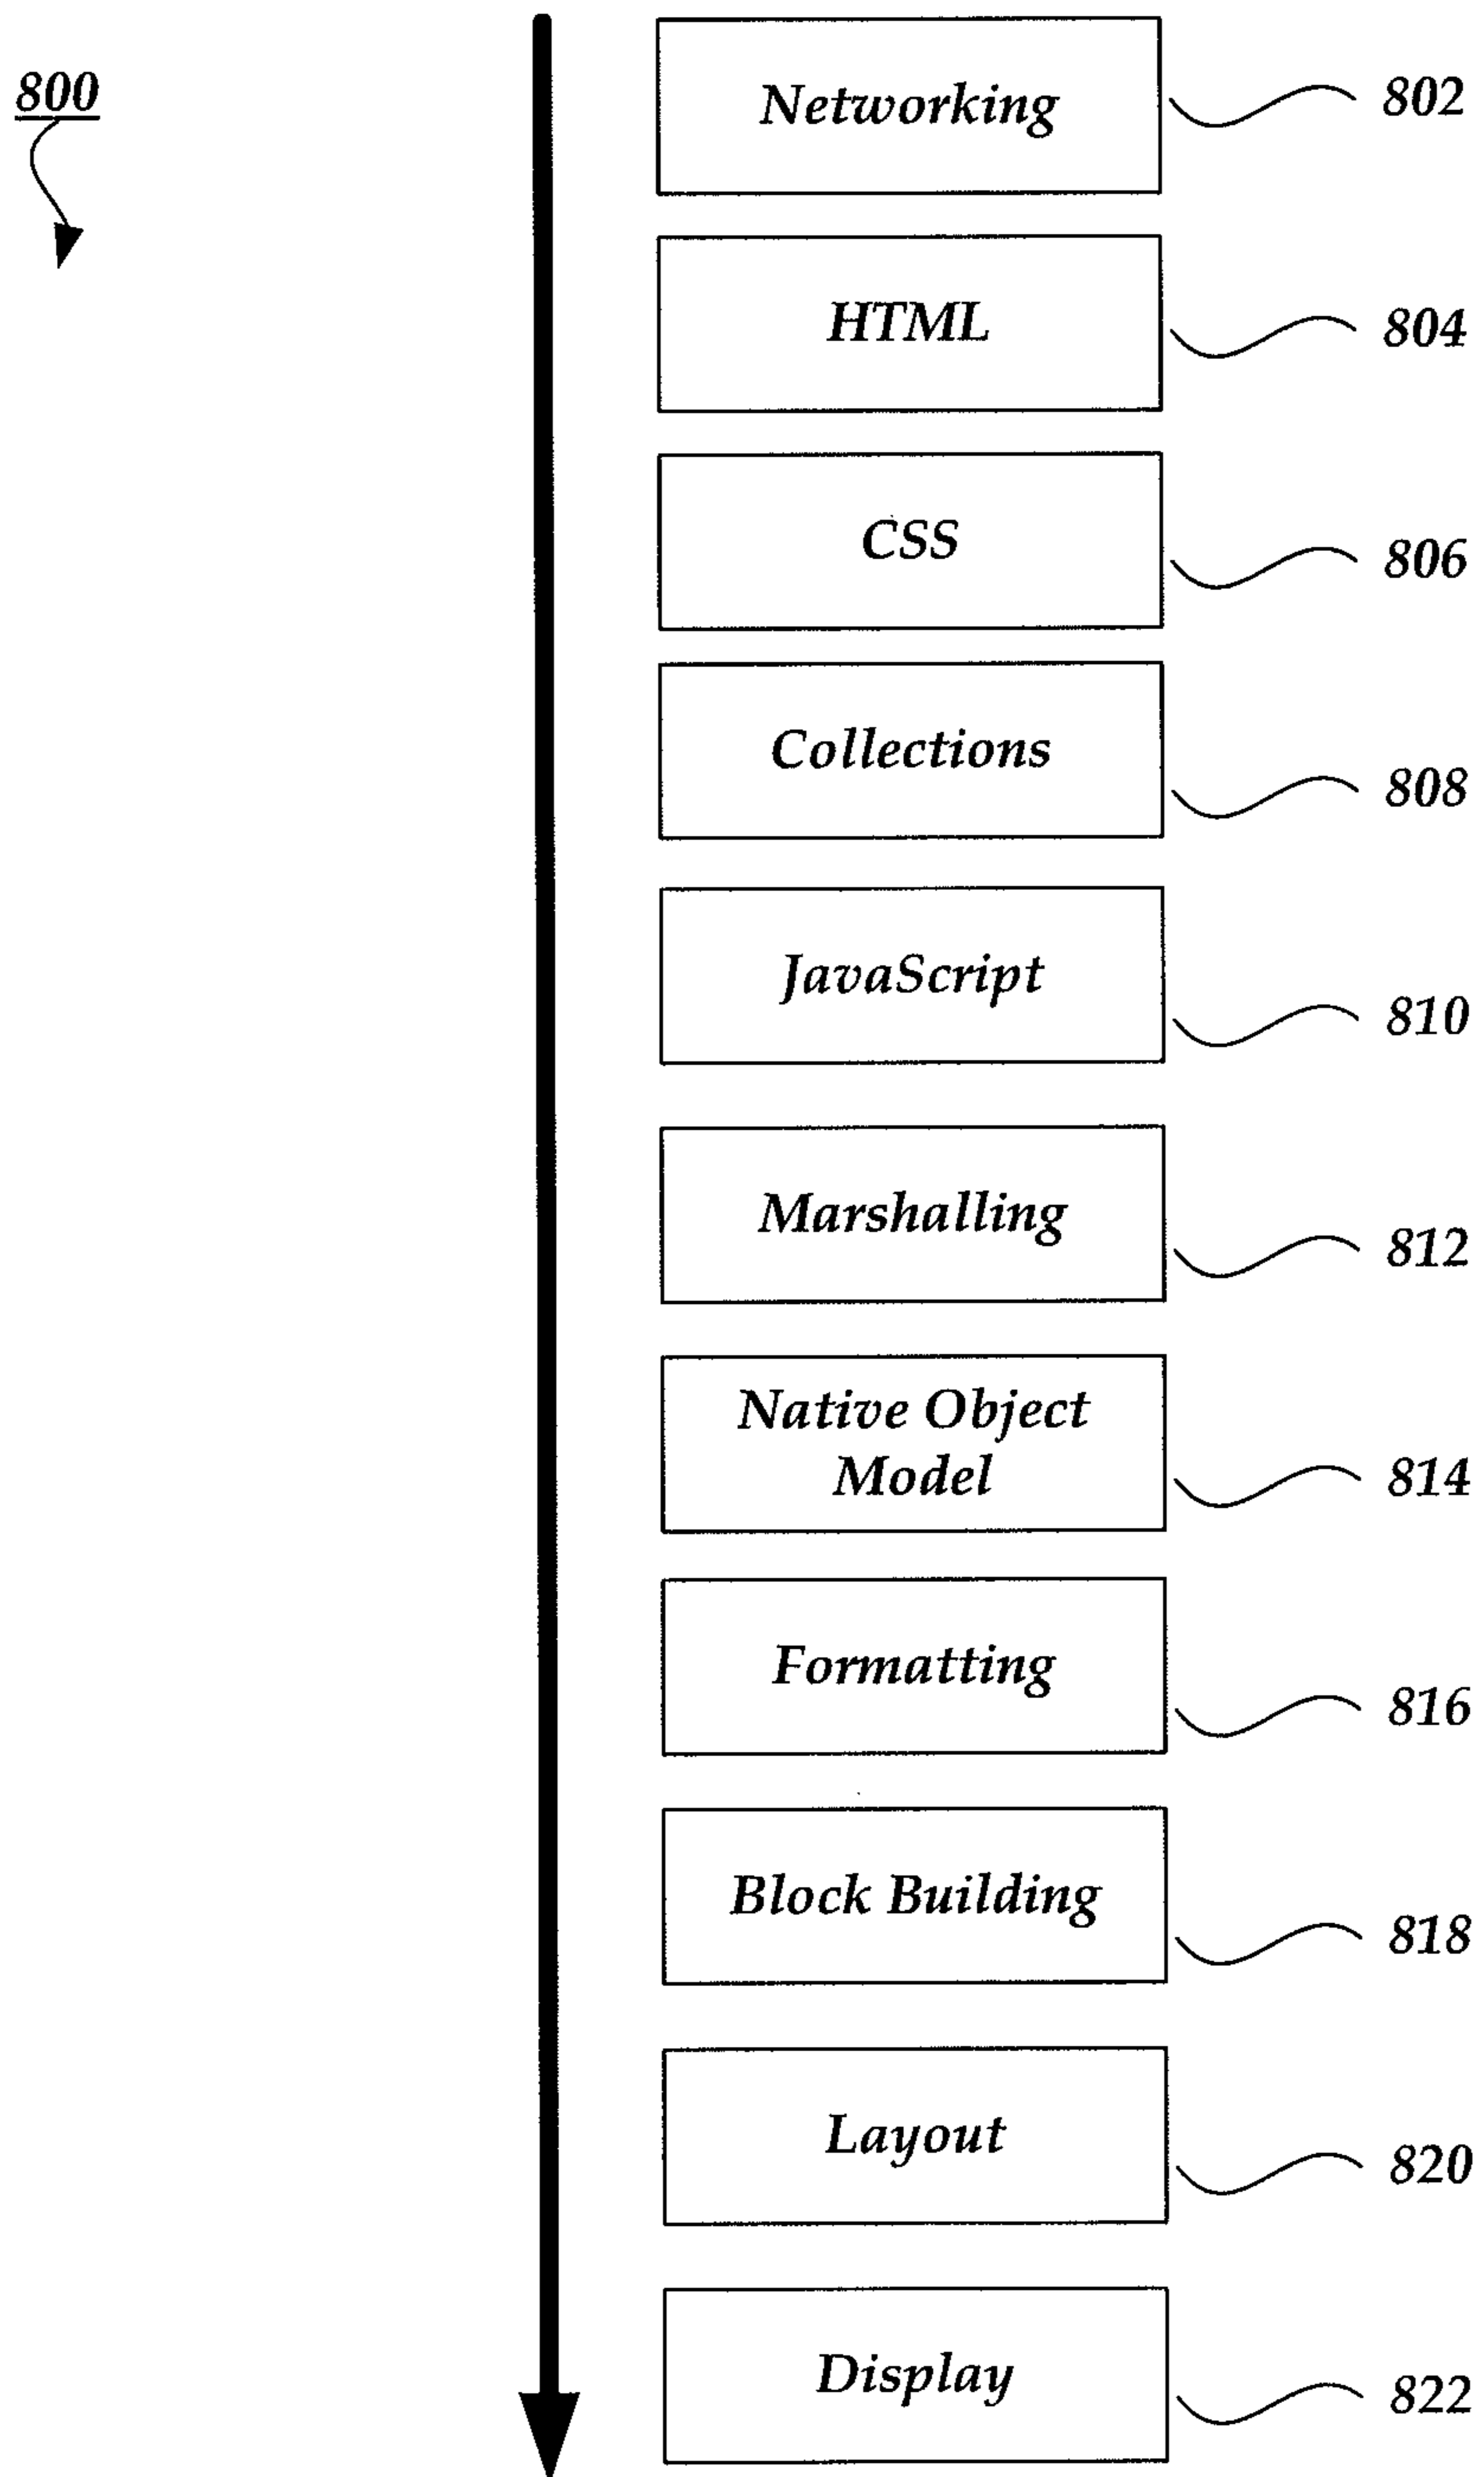 800
Networking
802
HTML
804
CSS
806
Collections
808
JavaScript
810
Marshalling
812
Native Object
Model
814
Formatting
816
Block Building
818
Layout
820
Display
822